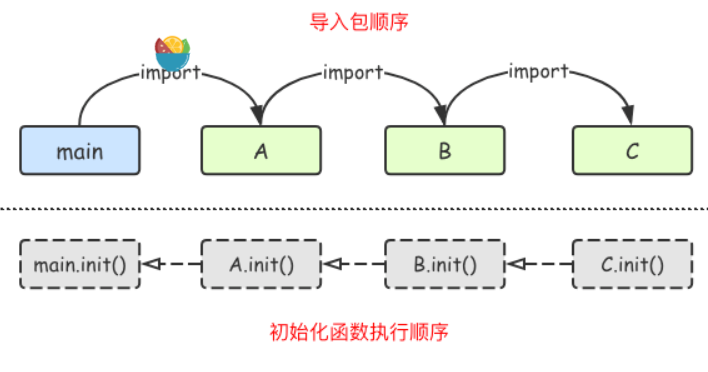 导入包顺序
import
import
import
main
A
B
C
main.init()
A.init()
B.init()
C.init()
初始化函数执行顺序